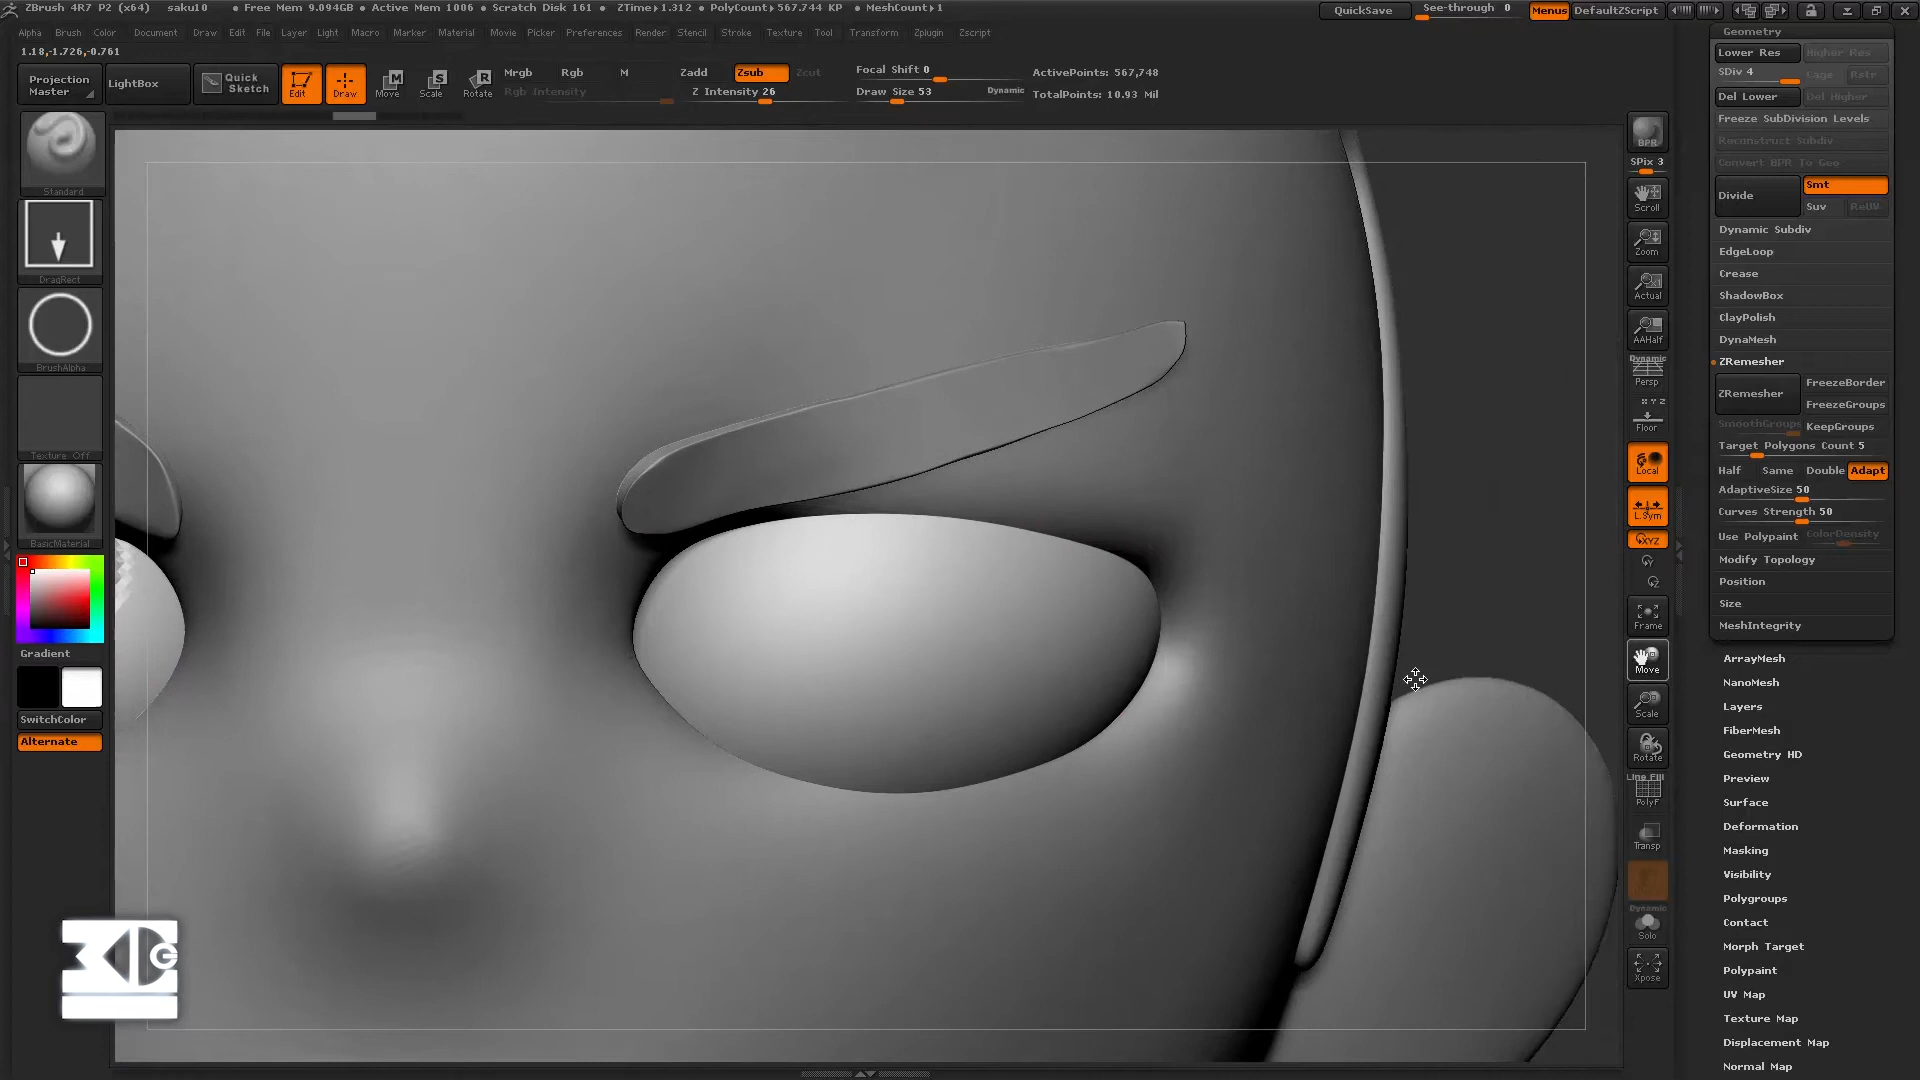 ZBrush 4R7 P2 (x64) saku10 • Free Mem 9.094GB • Active Mem 1006 • Scratch Disk 161 • ZTime▸1.312 • PolyCount▸567.744 KP • MeshCount▸1 QuickSave See-through 0 Menus DefaultZScript
Alpha Brush Color Document Draw Edit File Layer Light Macro Marker Material Movie Picker Preferences Render Stencil Stroke Texture Tool Transform Zplugin Zscript
1.18,-1.726,-0.761
Projection Master
LightBox
Quick Sketch
Edit
Draw
Move
Scale
Rotate
Mrgb Rgb M
Rgb Intensity
Zadd Zsub Zcut
Z Intensity 26
Focal Shift 0
Draw Size 53 Dynamic
ActivePoints: 567,748
TotalPoints: 10.93 Mil
Standard
DragRect
BrushAlpha
Texture Off
BasicMaterial
Gradient
SwitchColor
Alternate
BPR
SPix 3
Scroll
Zoom
Actual
AAHalf
Dynamic
Persp
X Y Z
Floor
Local
L.Sym
XYZ
Y
Z
Frame
Move
Scale
Rotate
Line Fill
PolyF
Transp
Dynamic
Solo
Xpose
Geometry
Lower Res Higher Res
SDiv 4 Cage Rstr
Del Lower Del Higher
Freeze SubDivision Levels
Reconstruct Subdiv
Convert BPR To Geo
Divide Smt
Suv ReUV
Dynamic Subdiv
EdgeLoop
Crease
ShadowBox
ClayPolish
DynaMesh
ZRemesher
ZRemesher FreezeBorder
FreezeGroups
SmoothGroups KeepGroups
Target Polygons Count 5
Half Same Double Adapt
AdaptiveSize 50
Curves Strength 50
Use Polypaint ColorDensity
Modify Topology
Position
Size
MeshIntegrity
ArrayMesh
NanoMesh
Layers
FiberMesh
Geometry HD
Preview
Surface
Deformation
Masking
Visibility
Polygroups
Contact
Morph Target
Polypaint
UV Map
Texture Map
Displacement Map
Normal Map